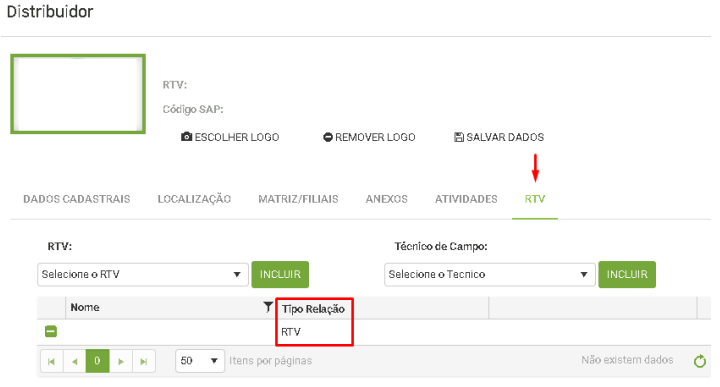 Distribuidor
RTV:
Código SAP:
ESCOLHER LOGO REMOVER LOGO SALVAR DADOS
DADOS CADASTRAIS LOCALIZAÇÃO MATRIZ/FILIAIS ANEXOS ATIVIDADES RTV
RTV: Técnico de Campo:
Selecione o RTV INCLUIR Selecione o Tecnico INCLUIR
Nome Tipo Relação
RTV
0 50 Itens por páginas Não existem dados